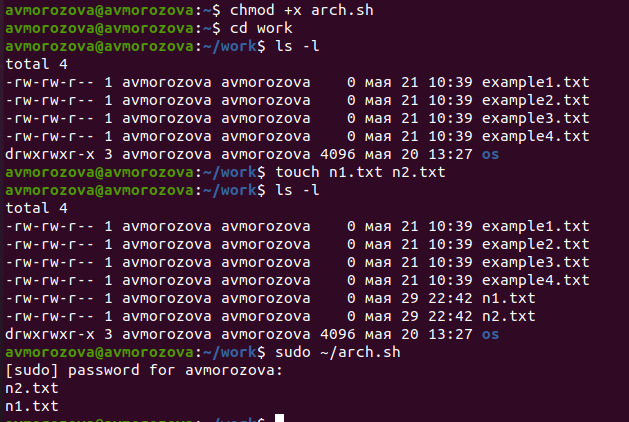 avmorozova@avmorozova:~$ chmod +x arch.sh
avmorozova@avmorozova:~$ cd work
avmorozova@avmorozova:~/work$ ls -l
total 4
-rw-rw-r-- 1 avmorozova avmorozova    0 мая 21 10:39 example1.txt
-rw-rw-r-- 1 avmorozova avmorozova    0 мая 21 10:39 example2.txt
-rw-rw-r-- 1 avmorozova avmorozova    0 мая 21 10:39 example3.txt
-rw-rw-r-- 1 avmorozova avmorozova    0 мая 21 10:39 example4.txt
drwxrwxr-x 3 avmorozova avmorozova 4096 мая 20 13:27 os
avmorozova@avmorozova:~/work$ touch n1.txt n2.txt
avmorozova@avmorozova:~/work$ ls -l
total 4
-rw-rw-r-- 1 avmorozova avmorozova    0 мая 21 10:39 example1.txt
-rw-rw-r-- 1 avmorozova avmorozova    0 мая 21 10:39 example2.txt
-rw-rw-r-- 1 avmorozova avmorozova    0 мая 21 10:39 example3.txt
-rw-rw-r-- 1 avmorozova avmorozova    0 мая 21 10:39 example4.txt
-rw-rw-r-- 1 avmorozova avmorozova    0 мая 29 22:42 n1.txt
-rw-rw-r-- 1 avmorozova avmorozova    0 мая 29 22:42 n2.txt
drwxrwxr-x 3 avmorozova avmorozova 4096 мая 20 13:27 os
avmorozova@avmorozova:~/work$ sudo ~/arch.sh
[sudo] password for avmorozova:
n2.txt
n1.txt
avmorozova@avmorozova:~/work$